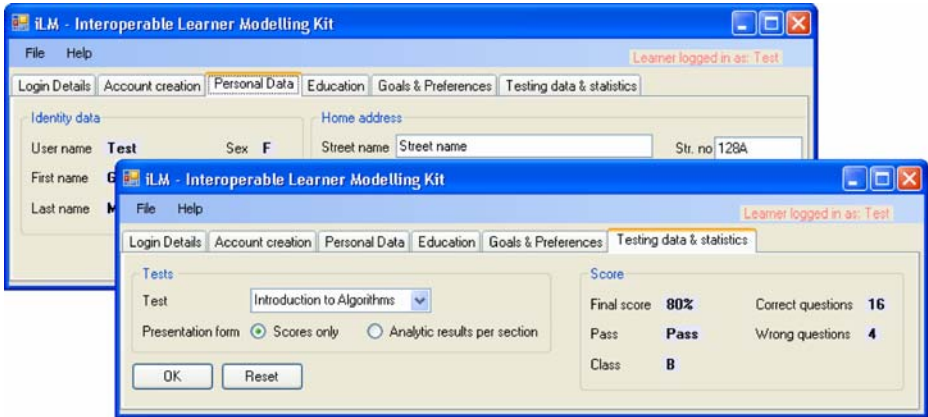 iLM - Interoperable Learner Modelling Kit
File Help
Learner logged in as: Test
Login Details Account creation Personal Data Education Goals & Preferences Testing data & statistics
Identity data Home address
User name Test Sex F Street name Street name Str. no 128A
First name G
Last name M
iLM - Interoperable Learner Modelling Kit
File Help
Learner logged in as: Test
Login Details Account creation Personal Data Education Goals & Preferences Testing data & statistics
Tests Score
Test Introduction to Algorithms Final score 80% Correct questions 16
Presentation form Scores only Analytic results per section Pass Pass Wrong questions 4
Class B
OK Reset